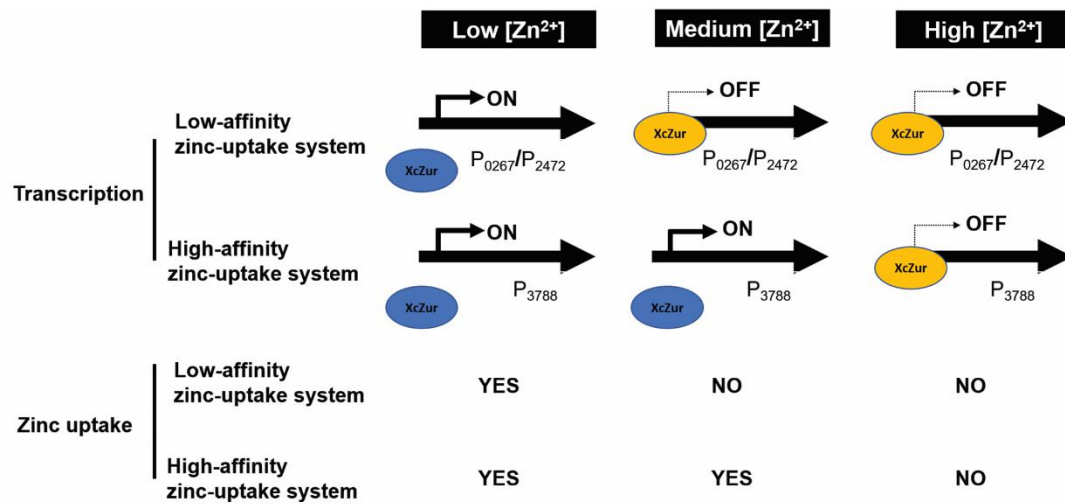 Low [Zn²⁺]
Medium [Zn²⁺]
High [Zn²⁺]
Transcription
Low-affinity
zinc-uptake system
ON
XcZur
P₀₂₆₇/P₂₄₇₂
OFF
XcZur
P₀₂₆₇/P₂₄₇₂
OFF
XcZur
P₀₂₆₇/P₂₄₇₂
High-affinity
zinc-uptake system
ON
XcZur
P₃₇₈₈
ON
XcZur
P₃₇₈₈
OFF
XcZur
P₃₇₈₈
Zinc uptake
Low-affinity
zinc-uptake system
YES
NO
NO
High-affinity
zinc-uptake system
YES
YES
NO